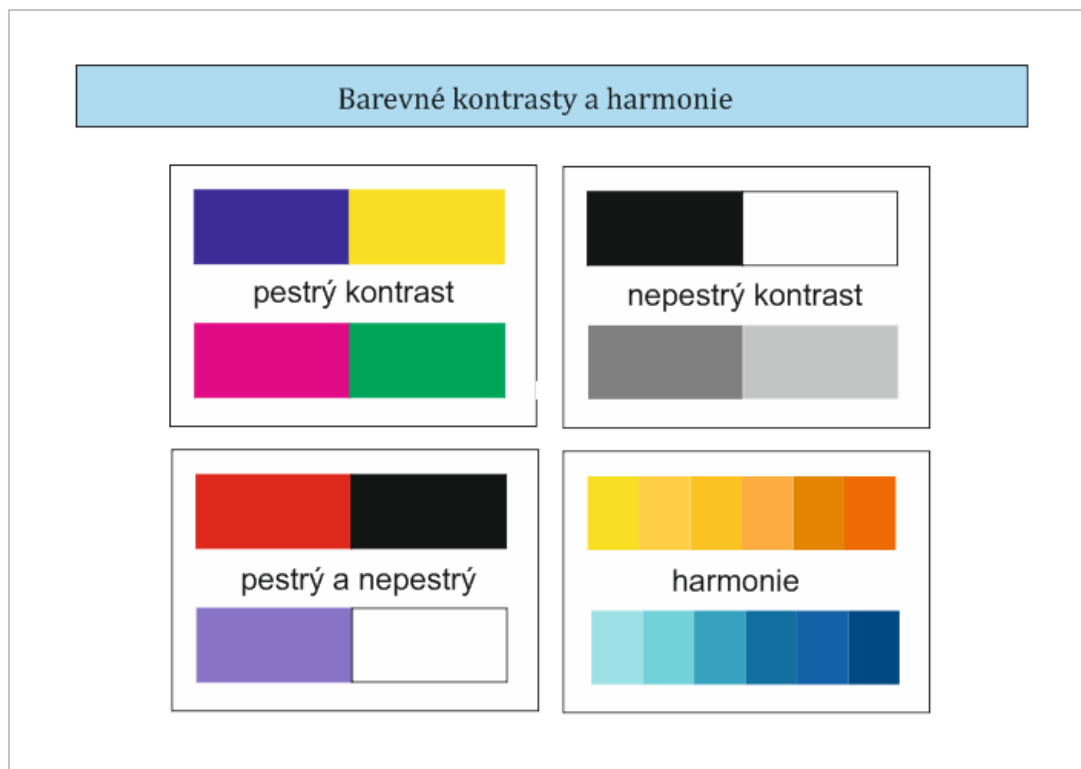 Barevné kontrasty a harmonie
pestrý kontrast
nepestrý kontrast
pestrý a nepestrý
harmonie